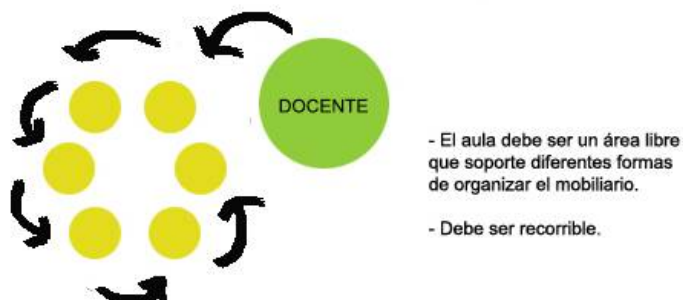 DOCENTE
- El aula debe ser un área libre
que soporte diferentes formas
de organizar el mobiliario.
- Debe ser recorrible.